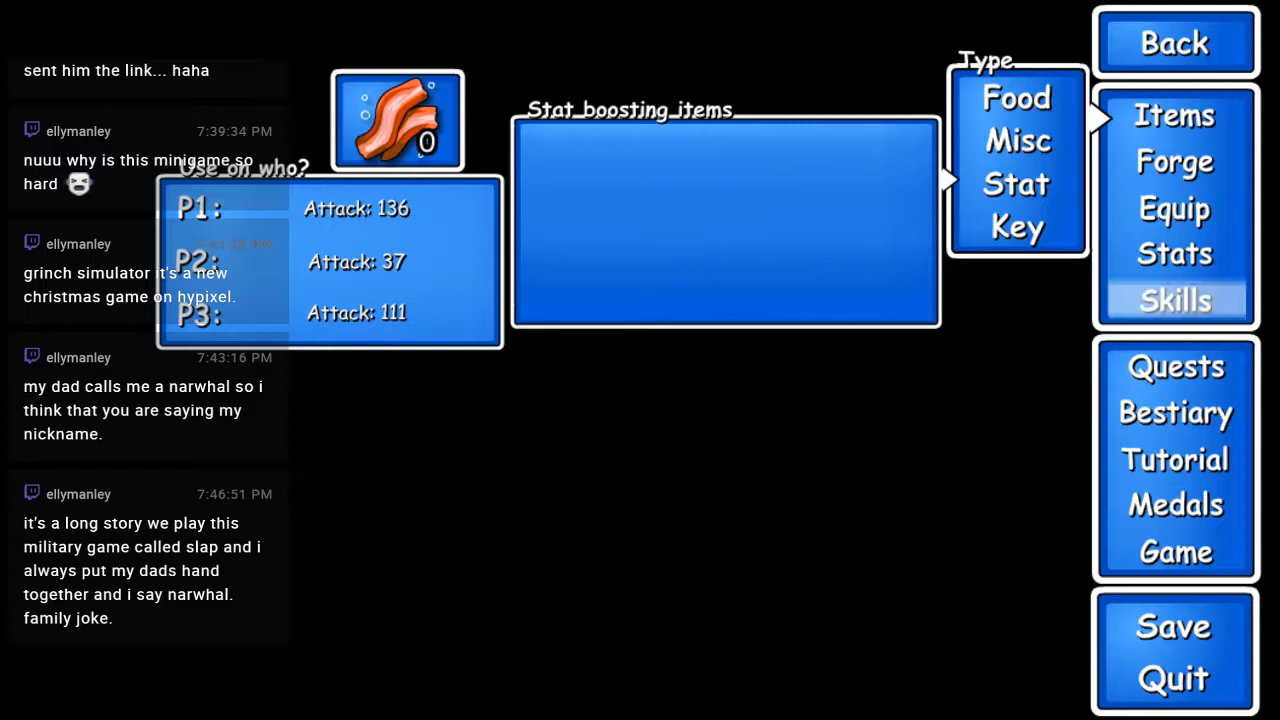 sent him the link... haha
ellymanley 7:39:34 PM
nuuu why is this minigame so
hard
ellymanley
grinch simulator it's a new
christmas game on hypixel.
ellymanley 7:43:16 PM
my dad calls me a narwhal so i
think that you are saying my
nickname.
ellymanley 7:46:51 PM
it's a long story we play this
military game called slap and i
always put my dads hand
together and i say narwhal.
family joke.
0
Use on who?
P1: Attack: 136
P2: Attack: 37
P3: Attack: 111
Stat boosting items
Type
Food
Misc
Stat
Key
Back
Items
Forge
Equip
Stats
Skills
Quests
Bestiary
Tutorial
Medals
Game
Save
Quit